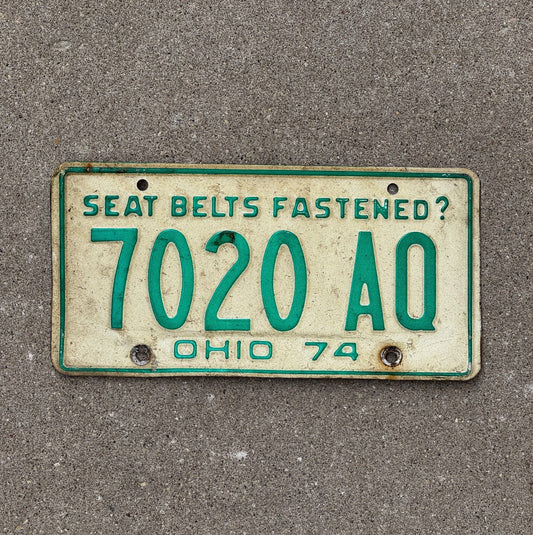 SEAT BELTS FASTENED?
7020 AQ
OHIO 74